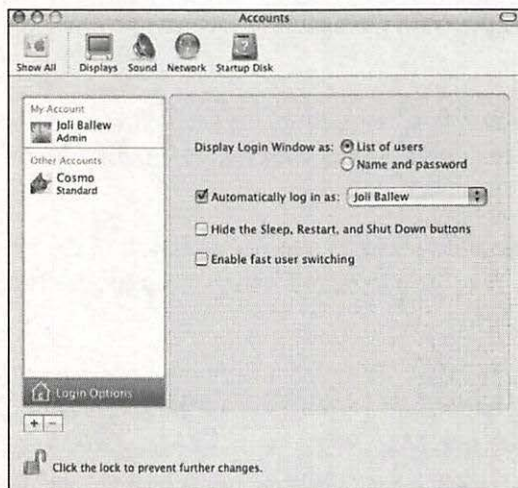 Accounts
Show All Displays Sound Network Startup Disk
My Account
Joli Ballew
Admin
Other Accounts
Cosmo
Standard
Login Options
Display Login Window as: List of users
Name and password
Automatically log in as: Joli Ballew
Hide the Sleep, Restart, and Shut Down buttons
Enable fast user switching
+ −
Click the lock to prevent further changes.